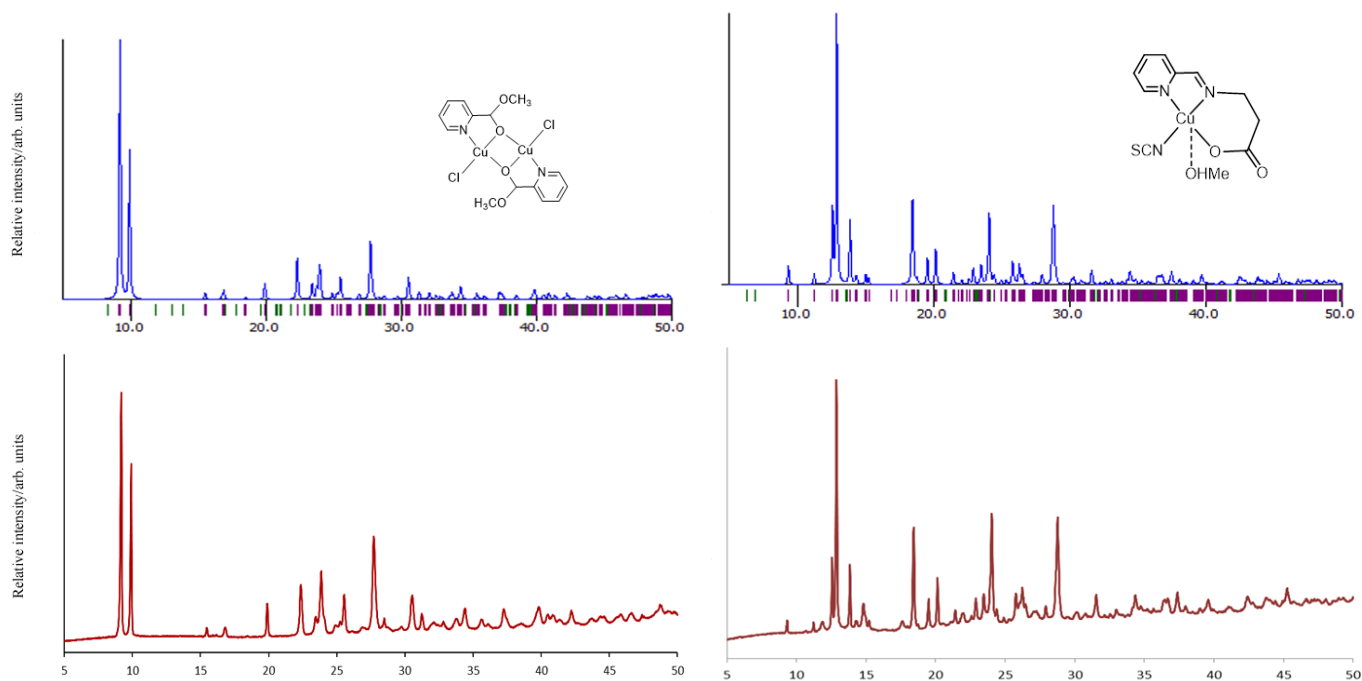 Relative intensity/arb. units
OCH₃
N
O
Cl
Cu
Cu
Cl
O
N
H₃CO
10.0 20.0 30.0 40.0 50.0
N
N
Cu
SCN
O
OHMe
O
10.0 20.0 30.0 40.0 50.0
Relative intensity/arb. units
5 10 15 20 25 30 35 40 45 50
5 10 15 20 25 30 35 40 45 50